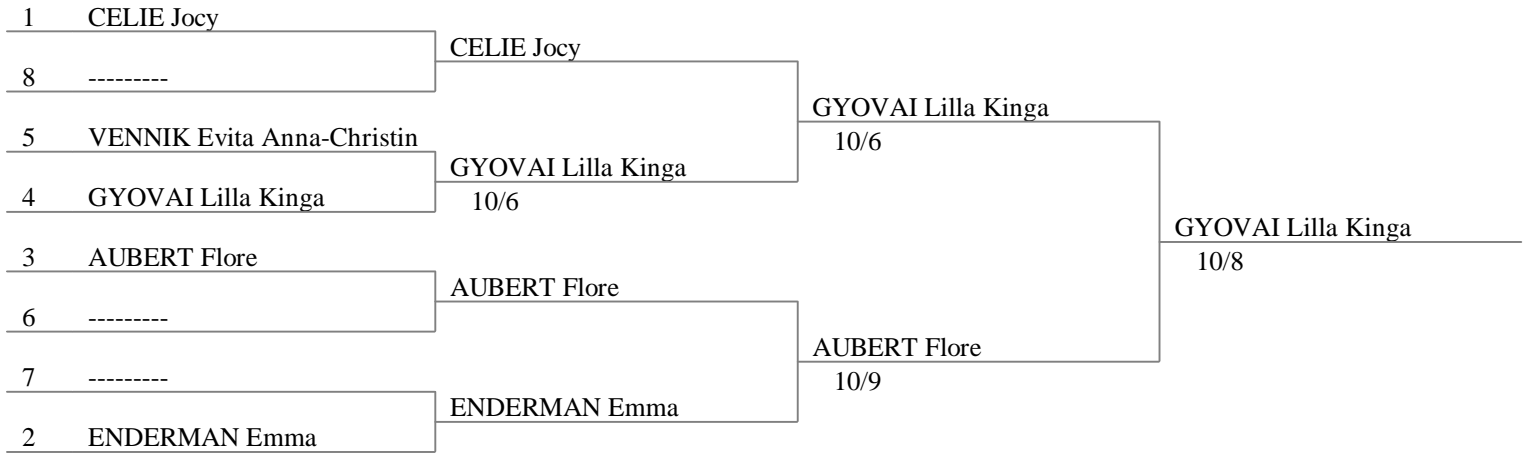 1 CELIE Jocy
CELIE Jocy
8 ---------
GYOVAI Lilla Kinga
10/6
5 VENNIK Evita Anna-Christin
GYOVAI Lilla Kinga
10/6
4 GYOVAI Lilla Kinga
GYOVAI Lilla Kinga
10/8
3 AUBERT Flore
AUBERT Flore
6 ---------
AUBERT Flore
10/9
7 ---------
ENDERMAN Emma
2 ENDERMAN Emma